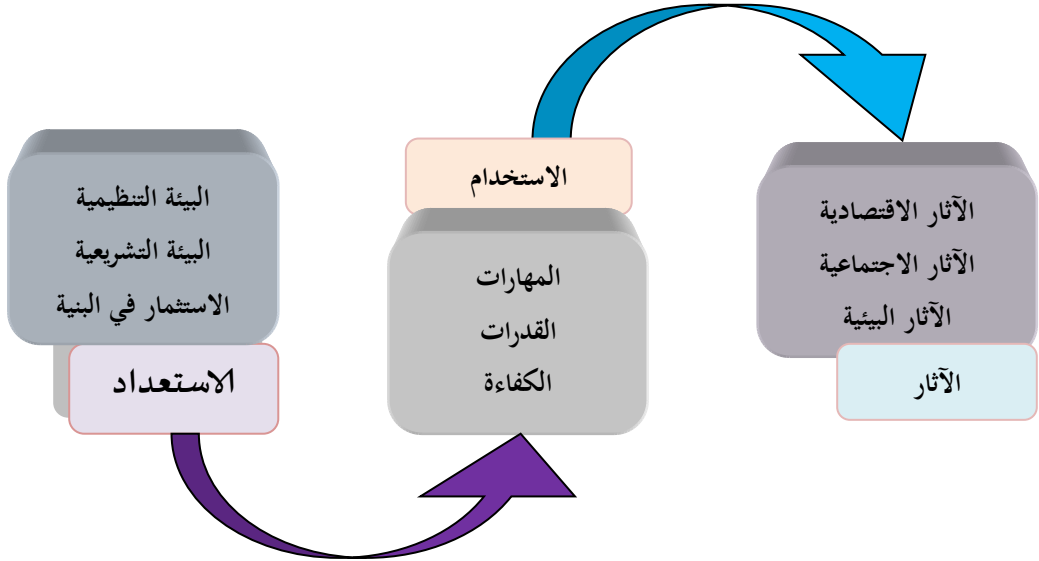 البيئة التنظيمية
البيئة التشريعية
الاستثمار في البنية
الاستعداد
الاستخدام
المهارات
القدرات
الكفاءة
الآثار الاقتصادية
الآثار الاجتماعية
الآثار البيئية
الآثار